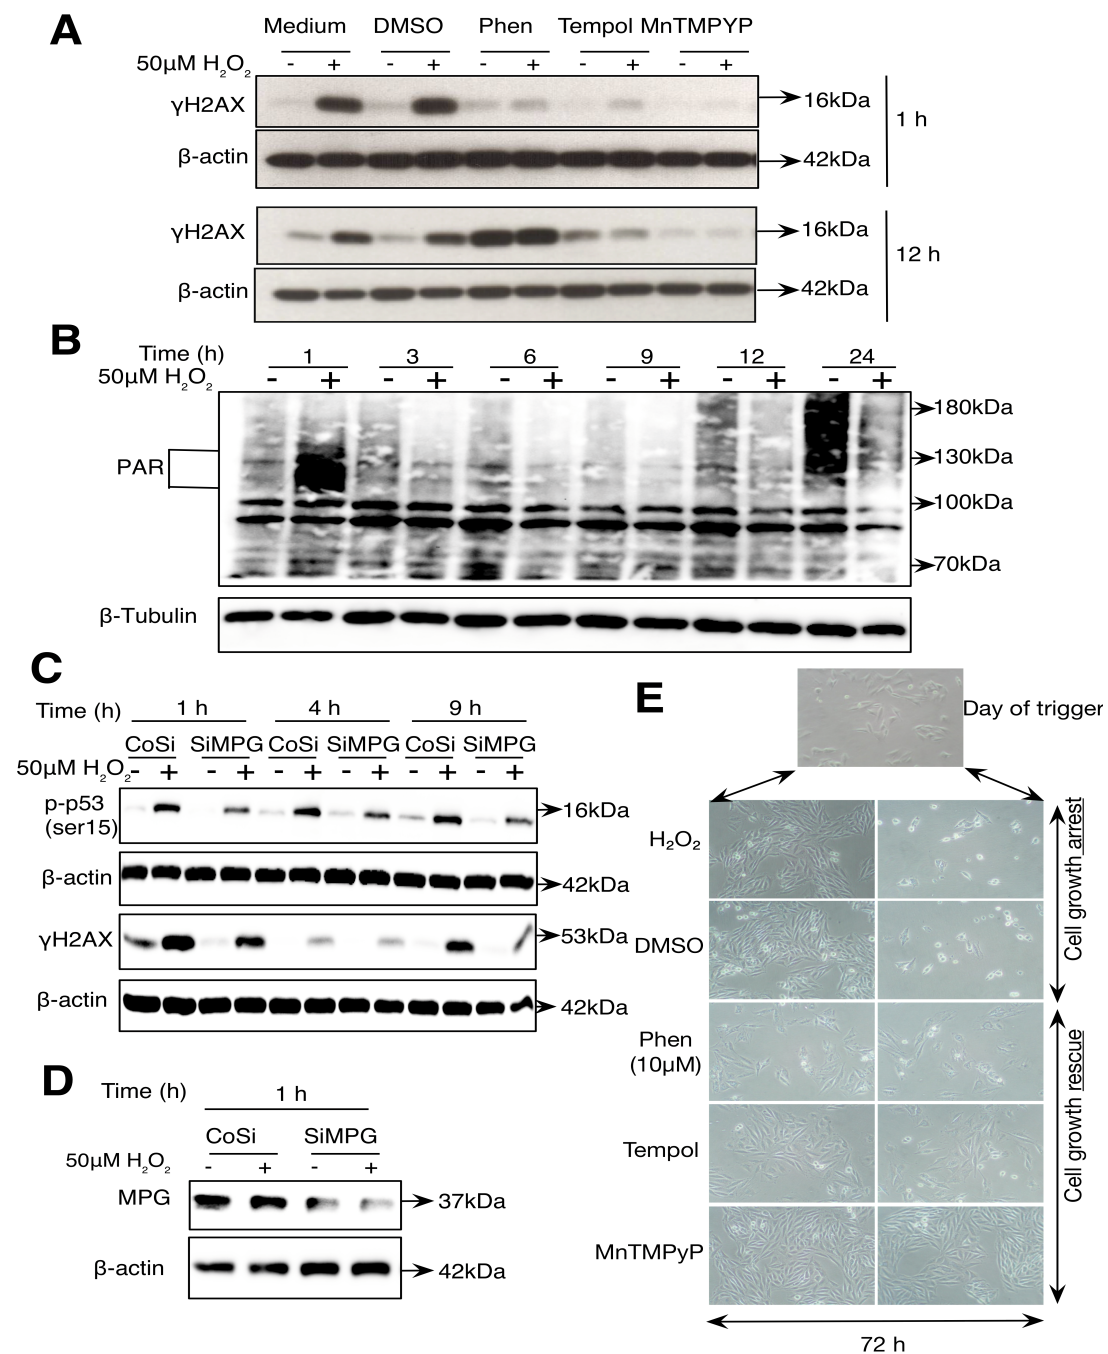 A
Medium DMSO Phen Tempol MnTMPYP
50µM H₂O₂ - + - + - + - + - +
γH2AX 16kDa
β-actin 42kDa
1 h
γH2AX 16kDa
β-actin 42kDa
12 h
B
Time (h) 1 3 6 9 12 24
50µM H₂O₂ - + - + - + - + - + - +
180kDa
PAR 130kDa
100kDa
70kDa
β-Tubulin
C
Time (h) 1 h 4 h 9 h
CoSi SiMPG CoSi SiMPG CoSi SiMPG
50µM H₂O₂ - + - + - + - + - + - +
p-p53 16kDa
(ser15)
β-actin 42kDa
γH2AX 53kDa
β-actin 42kDa
D
Time (h) 1 h
CoSi SiMPG
50µM H₂O₂ - + - +
MPG 37kDa
β-actin 42kDa
E
Day of trigger
H₂O₂
DMSO
Cell growth arrest
Phen
(10µM)
Tempol
MnTMPyP
Cell growth rescue
72 h